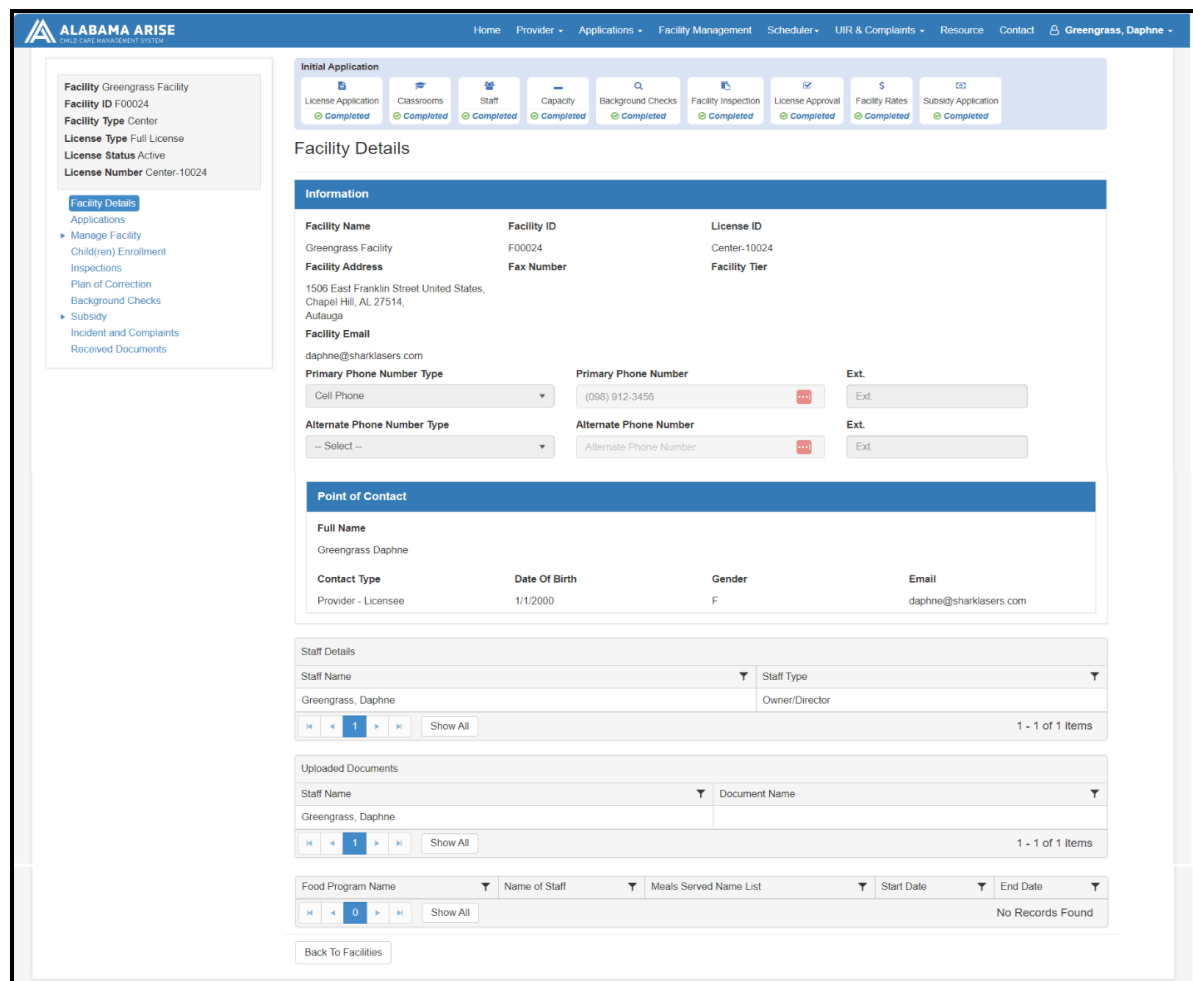 ALABAMA ARISE
CHILD CARE MANAGEMENT SYSTEM
Home Provider Applications Facility Management Scheduler UIR & Complaints Resource Contact Greengrass, Daphne
Facility Greengrass Facility
Facility ID F00024
Facility Type Center
License Type Full License
License Status Active
License Number Center-10024
Facility Details
Applications
Manage Facility
Child(ren) Enrollment
Inspections
Plan of Correction
Background Checks
Subsidy
Incident and Complaints
Received Documents
Initial Application
License Application Classrooms Staff Capacity Background Checks Facility Inspection License Approval Facility Rates Subsidy Application
Completed Completed Completed Completed Completed Completed Completed Completed Completed
Facility Details
Information
Facility Name Facility ID License ID
Greengrass Facility F00024 Center-10024
Facility Address Fax Number Facility Tier
1506 East Franklin Street United States,
Chapel Hill, AL 27514,
Autauga
Facility Email
daphne@sharklasers.com
Primary Phone Number Type Primary Phone Number Ext.
Cell Phone (098) 912-3456 Ext.
Alternate Phone Number Type Alternate Phone Number Ext.
-- Select -- Alternate Phone Number Ext.
Point of Contact
Full Name
Greengrass Daphne
Contact Type Date Of Birth Gender Email
Provider - Licensee 1/1/2000 F daphne@sharklasers.com
Staff Details
Staff Name Staff Type
Greengrass, Daphne Owner/Director
1 Show All 1 - 1 of 1 items
Uploaded Documents
Staff Name Document Name
Greengrass, Daphne
1 Show All 1 - 1 of 1 items
Food Program Name Name of Staff Meals Served Name List Start Date End Date
0 Show All No Records Found
Back To Facilities